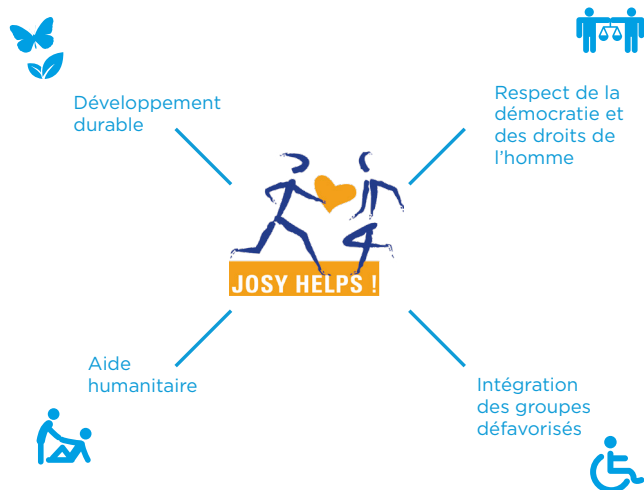 Développement
durable
Respect de la
démocratie et
des droits de
l'homme
JOSY HELPS !
Aide
humanitaire
Intégration
des groupes
défavorisés